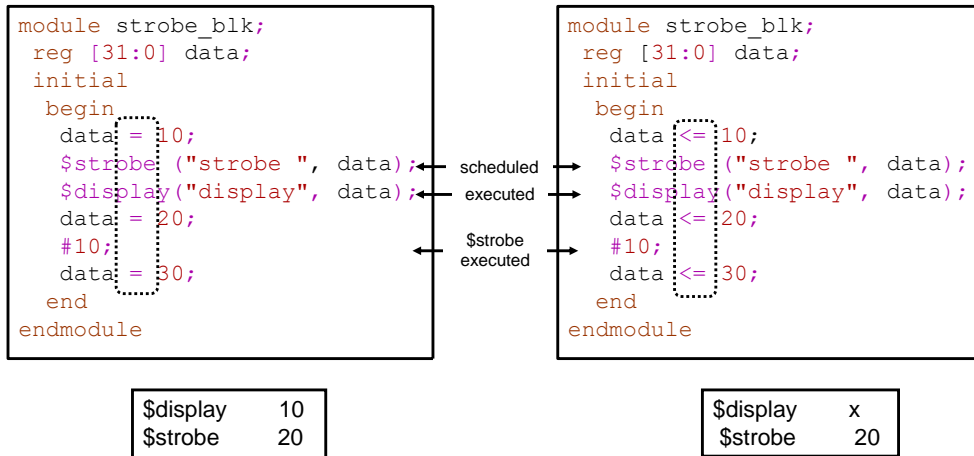 module strobe_blk;
reg [31:0] data;
initial
begin
data = 10;
$strobe ("strobe ", data);
$display("display", data);
data = 20;
#10;
data = 30;
end
endmodule
scheduled
executed
$strobe
executed
module strobe_blk;
reg [31:0] data;
initial
begin
data <= 10;
$strobe ("strobe ", data);
$display("display", data);
data <= 20;
#10;
data <= 30;
end
endmodule
$display 10
$strobe 20
$display x
$strobe 20